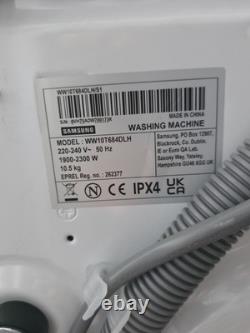 WW10T684DLH/S1
MADE IN CHINA
SAMSUNG
WASHING MACHINE
MODEL : WW10T684DLH
220-240 V~ 50 Hz
1900-2300 W
10.5 kg
EPREL Reg. no. : 262377
Samsung, PO Box 12987,
Blackrock, Co. Dublin,
IE or Euro QA Lab.
Saxony Way, Yateley,
Hampshire GU46 6GG UK
CE IPX4 UK CA